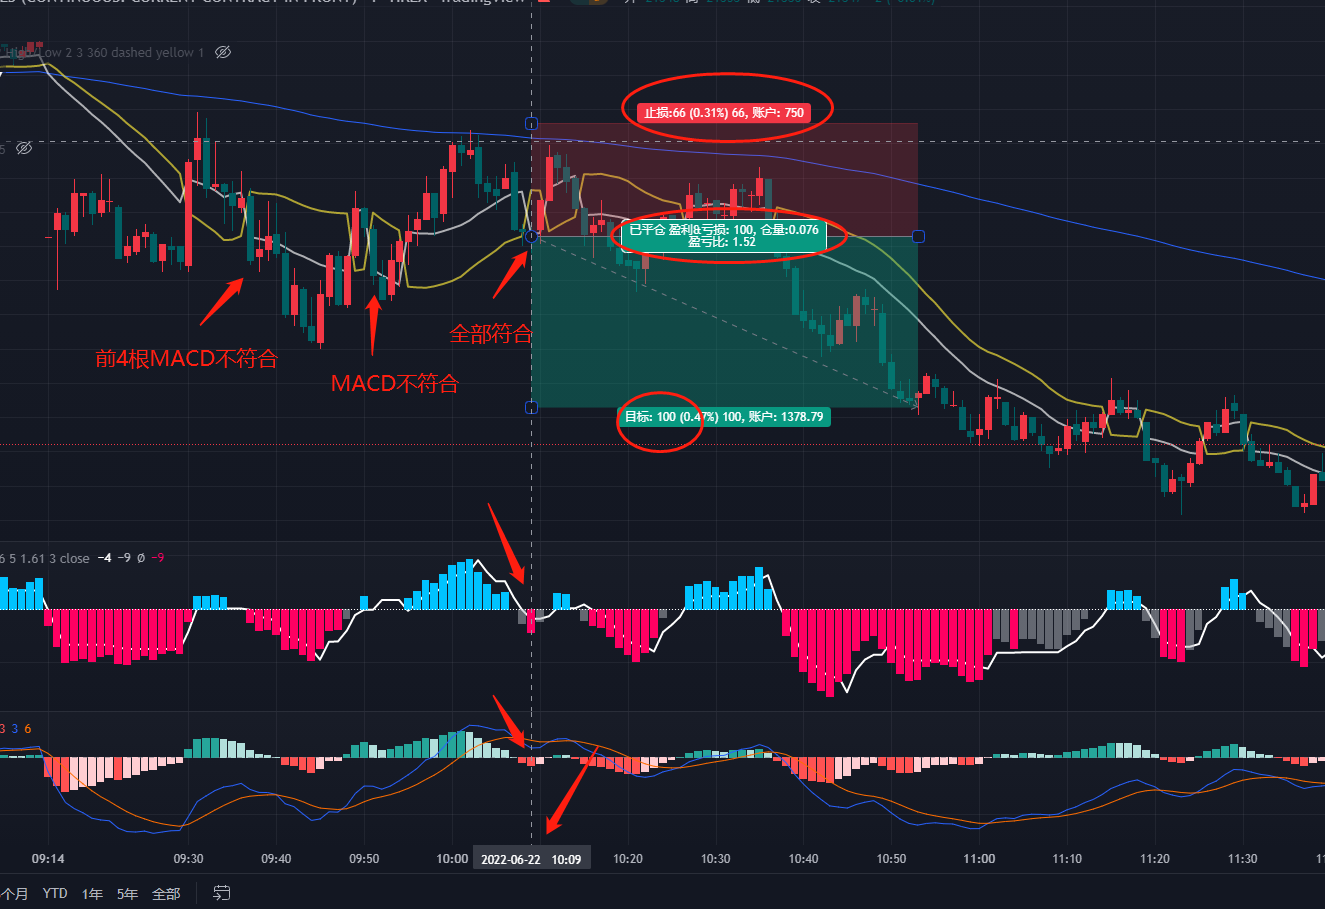 High/Low 2 3 360 dashed yellow 1
5
止损:66 (0.31%) 66, 账户: 750
已平仓 盈利&亏损: 100, 仓量:0.076
盈亏比: 1.52
全部符合
前4根MACD不符合
MACD不符合
目标: 100 (0.47%) 100, 账户: 1378.79
6 5 1.61 3 close −4 −9 Ø −9
3 3 6
09:14 09:30 09:40 09:50 10:00 2022-06-22 10:09 10:20 10:30 10:40 10:50 11:00 11:10 11:20 11:30
个月 YTD 1年 5年 全部